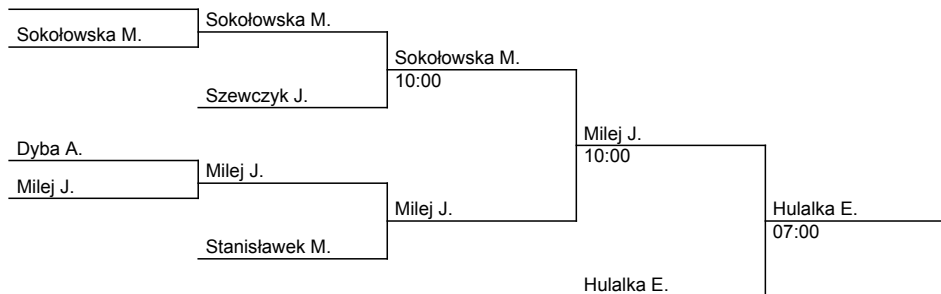 Sokołowska M.
Sokołowska M.
Sokołowska M.
10:00
Szewczyk J.
Milej J.
10:00
Dyba A.
Milej J.
Milej J.
Milej J.
Hulalka E.
07:00
Stanisławek M.
Hulalka E.